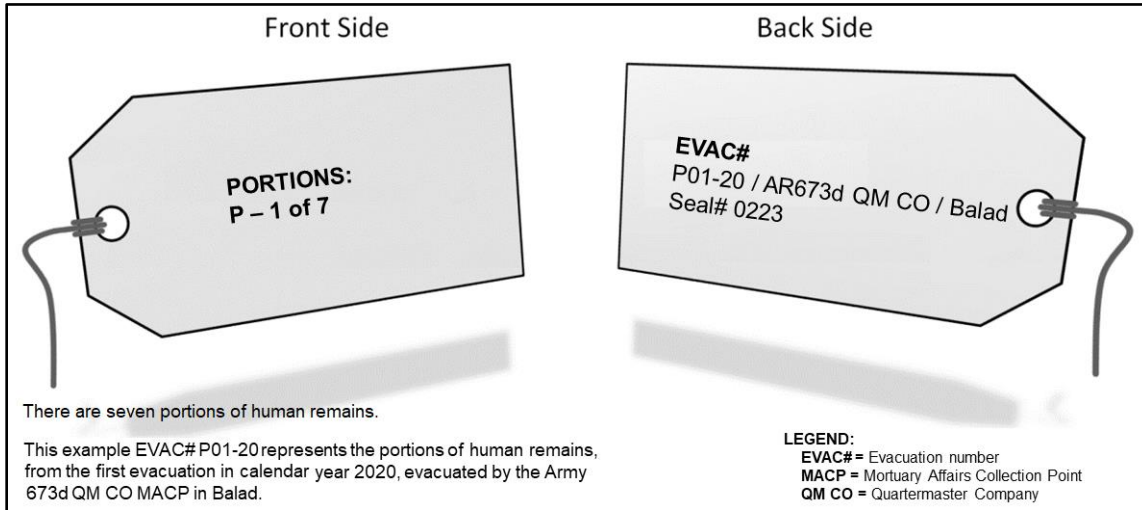 Front Side
PORTIONS:
P – 1 of 7
Back Side
EVAC#
P01-20 / AR673d QM CO / Balad
Seal# 0223
There are seven portions of human remains.
This example EVAC# P01-20 represents the portions of human remains,
from the first evacuation in calendar year 2020, evacuated by the Army
673d QM CO MACP in Balad.
LEGEND:
EVAC# = Evacuation number
MACP = Mortuary Affairs Collection Point
QM CO = Quartermaster Company